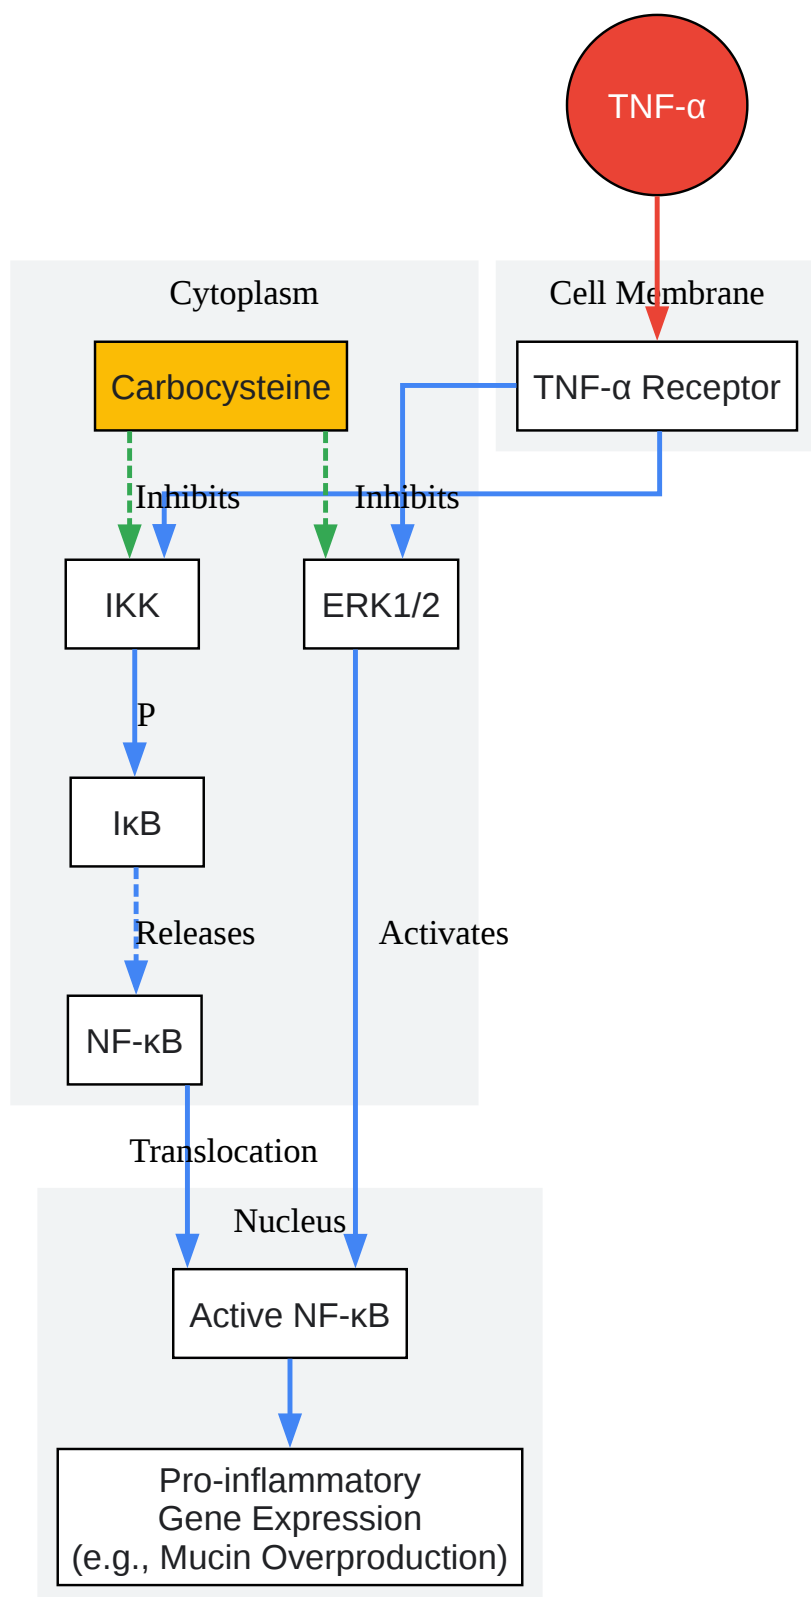 TNF-α
Cytoplasm
Cell Membrane
Carbocysteine
TNF-α Receptor
Inhibits
Inhibits
IKK
ERK1/2
P
IκB
Releases
Activates
NF-κB
Translocation
Nucleus
Active NF-κB
Pro-inflammatory
Gene Expression
(e.g., Mucin Overproduction)